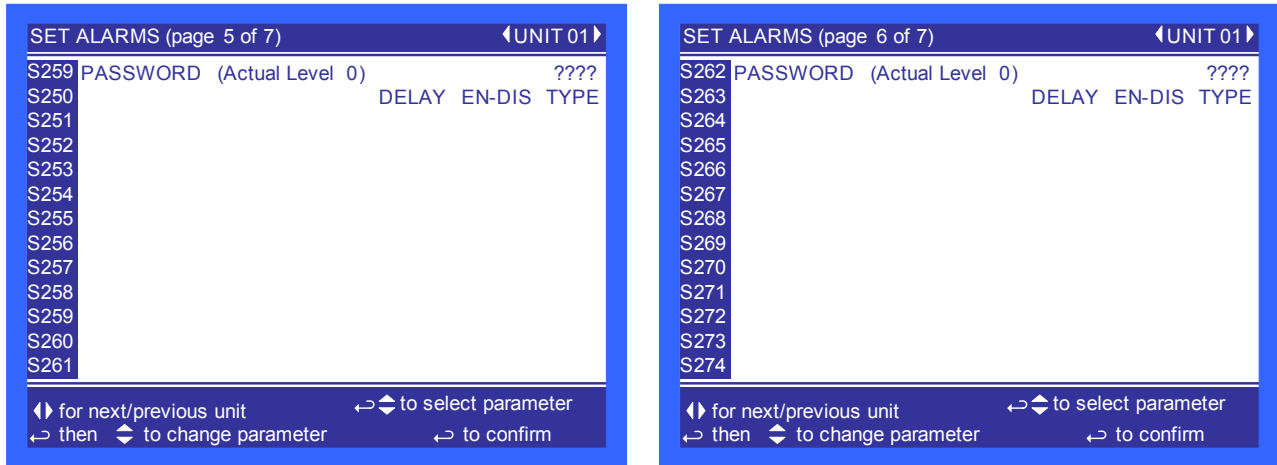 SET ALARMS (page 5 of 7) UNIT 01
S259 PASSWORD (Actual Level 0) ????
S250 DELAY EN-DIS TYPE
S251
S252
S253
S254
S255
S256
S257
S258
S259
S260
S261
for next/previous unit to select parameter
then to change parameter to confirm
SET ALARMS (page 6 of 7) UNIT 01
S262 PASSWORD (Actual Level 0) ????
S263 DELAY EN-DIS TYPE
S264
S265
S266
S267
S268
S269
S270
S271
S272
S273
S274
for next/previous unit to select parameter
then to change parameter to confirm